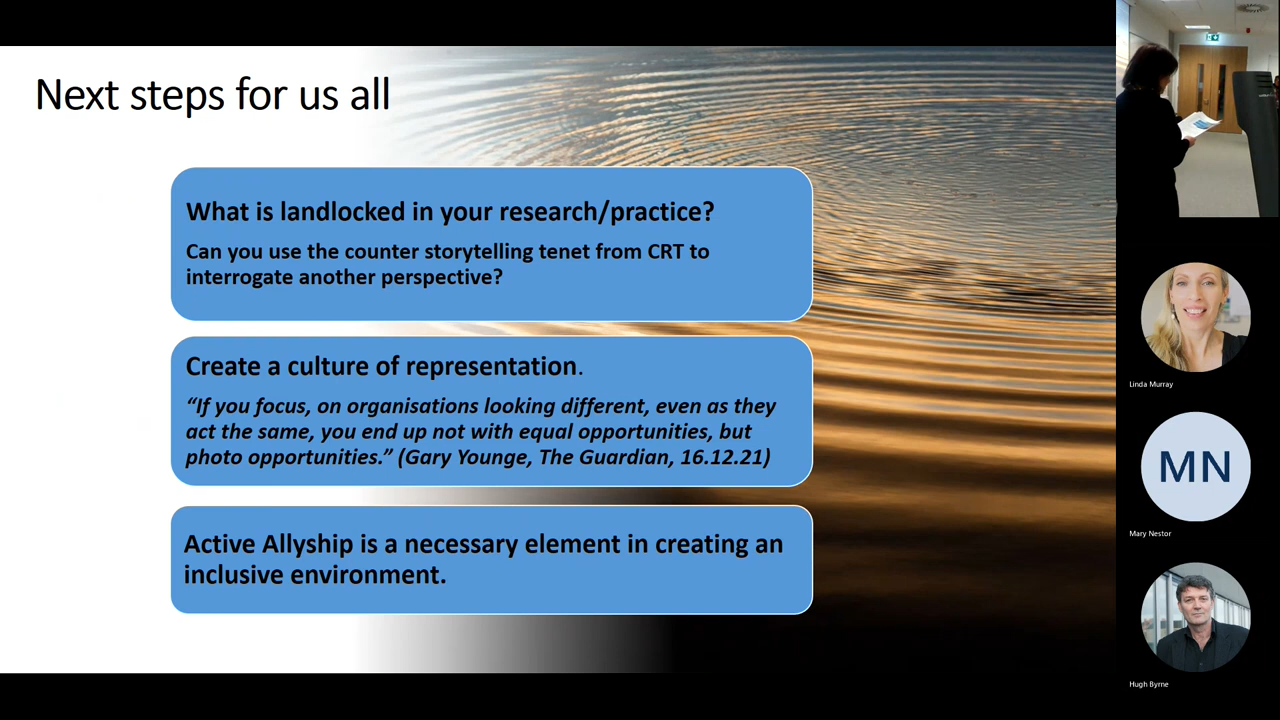 Next steps for us all
What is landlocked in your research/practice?
Can you use the counter storytelling tenet from CRT to
interrogate another perspective?
Create a culture of representation.
“If you focus, on organisations looking different, even as they
act the same, you end up not with equal opportunities, but
photo opportunities.” (Gary Younge, The Guardian, 16.12.21)
Active Allyship is a necessary element in creating an
inclusive environment.
Linda Murray
MN
Mary Nestor
Hugh Byrne